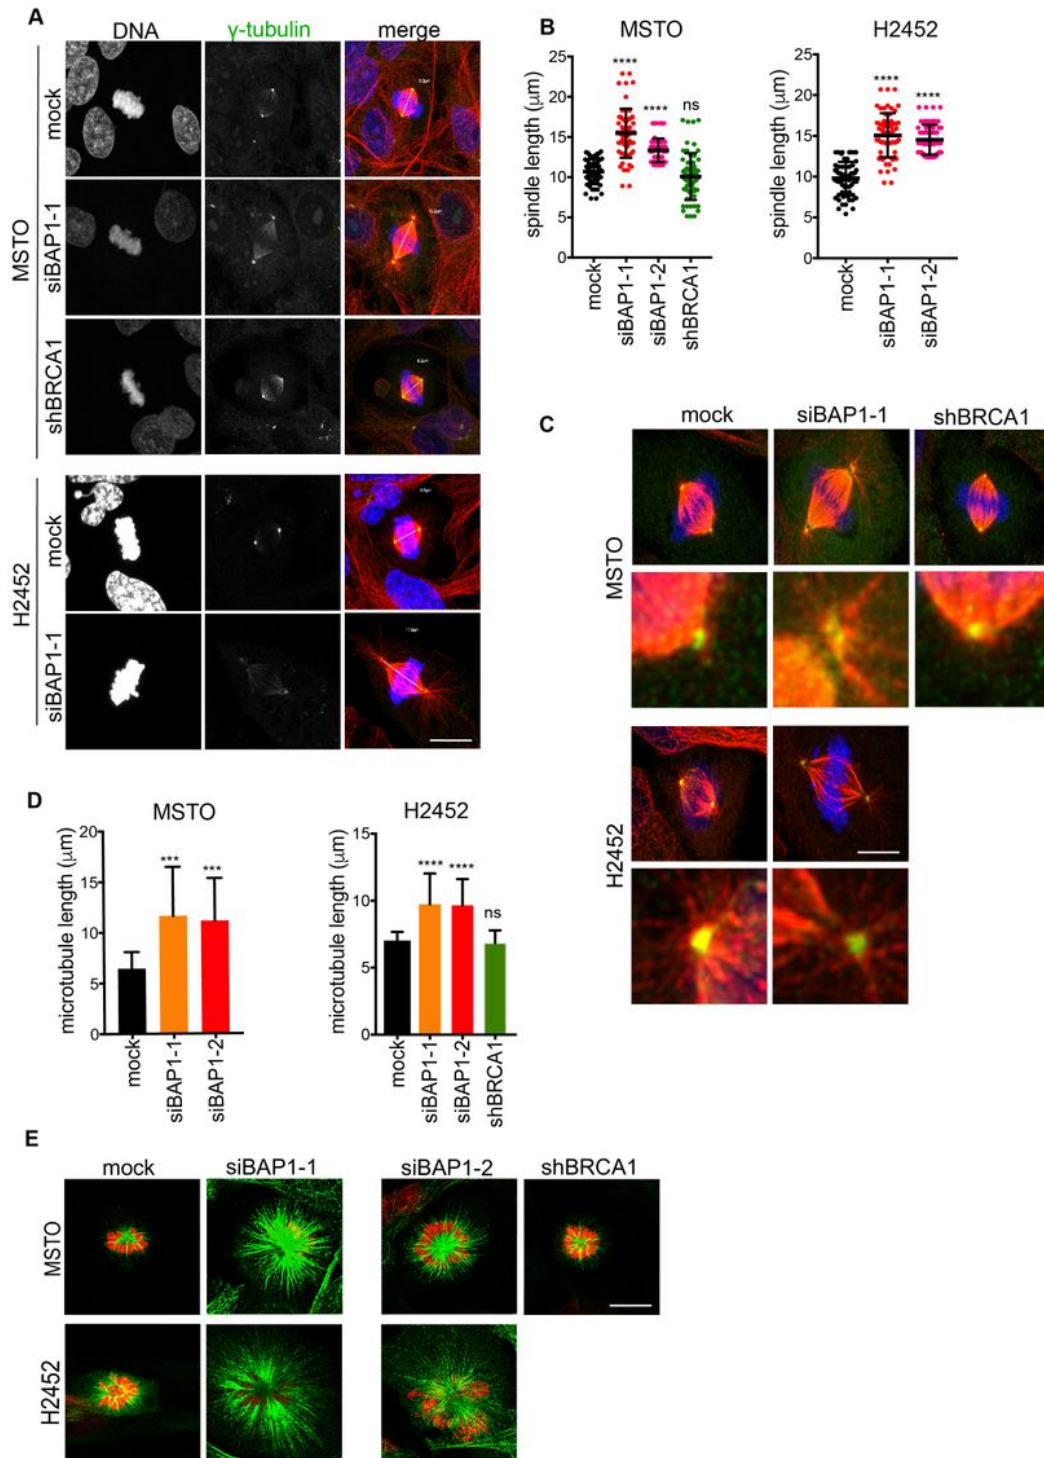 A
DNA
γ-tubulin
merge
MSTO
mock
siBAP1-1
shBRCA1
H2452
mock
siBAP1-1
B
MSTO
spindle length (μm)
25
20
15
10
5
0
****
****
ns
mock
siBAP1-1
siBAP1-2
shBRCA1
H2452
spindle length (μm)
25
20
15
10
5
0
****
****
mock
siBAP1-1
siBAP1-2
C
mock
siBAP1-1
shBRCA1
MSTO
H2452
D
MSTO
microtubule length (μm)
20
15
10
5
0
***
***
mock
siBAP1-1
siBAP1-2
H2452
microtubule length (μm)
15
10
5
0
****
****
ns
mock
siBAP1-1
siBAP1-2
shBRCA1
E
mock
siBAP1-1
siBAP1-2
shBRCA1
MSTO
H2452